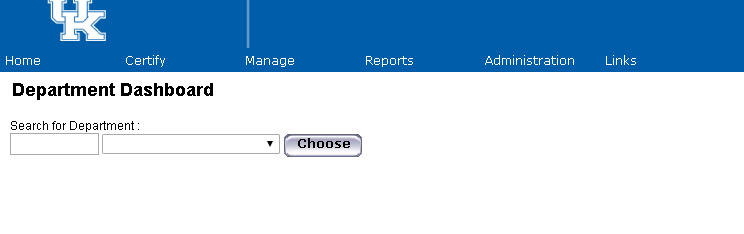 UK
Home Certify Manage Reports Administration Links
Department Dashboard
Search for Department :
Choose